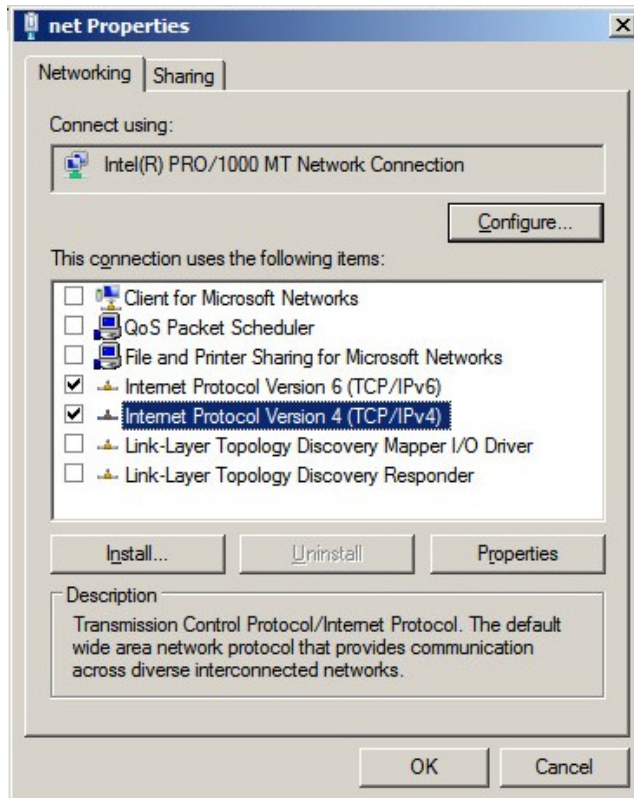 net Properties
Networking
Sharing
Connect using:
Intel(R) PRO/1000 MT Network Connection
Configure...
This connection uses the following items:
Client for Microsoft Networks
QoS Packet Scheduler
File and Printer Sharing for Microsoft Networks
Internet Protocol Version 6 (TCP/IPv6)
Internet Protocol Version 4 (TCP/IPv4)
Link-Layer Topology Discovery Mapper I/O Driver
Link-Layer Topology Discovery Responder
Install...
Uninstall
Properties
Description
Transmission Control Protocol/Internet Protocol. The default
wide area network protocol that provides communication
across diverse interconnected networks.
OK
Cancel